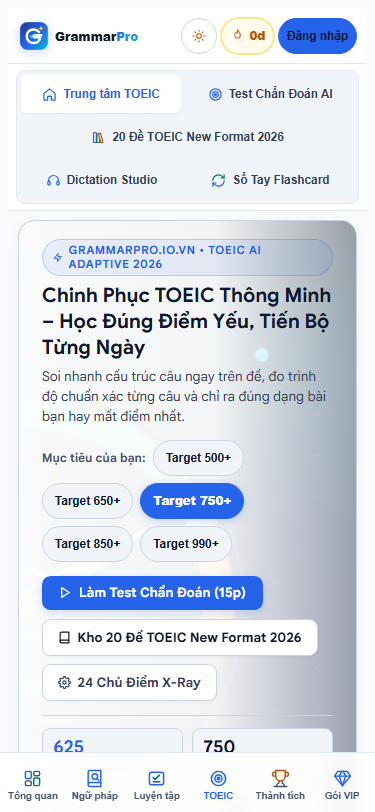 GrammarPro
0d
Đăng nhập
Trung tâm TOEIC
Test Chẩn Đoán AI
20 Đề TOEIC New Format 2026
Dictation Studio
Sổ Tay Flashcard
GRAMMARPRO.IO.VN • TOEIC AI
ADAPTIVE 2026
Chinh Phục TOEIC Thông Minh
– Học Đúng Điểm Yếu, Tiến Bộ
Từng Ngày
Soi nhanh cấu trúc câu ngay trên đề, đo trình
độ chuẩn xác từng câu và chỉ ra đúng dạng bài
bạn hay mất điểm nhất.
Mục tiêu của bạn:
Target 500+
Target 650+
Target 750+
Target 850+
Target 990+
Làm Test Chẩn Đoán (15p)
Kho 20 Đề TOEIC New Format 2026
24 Chủ Điểm X-Ray
625
750
Tổng quan
Ngữ pháp
Luyện tập
TOEIC
Thành tích
Gói VIP